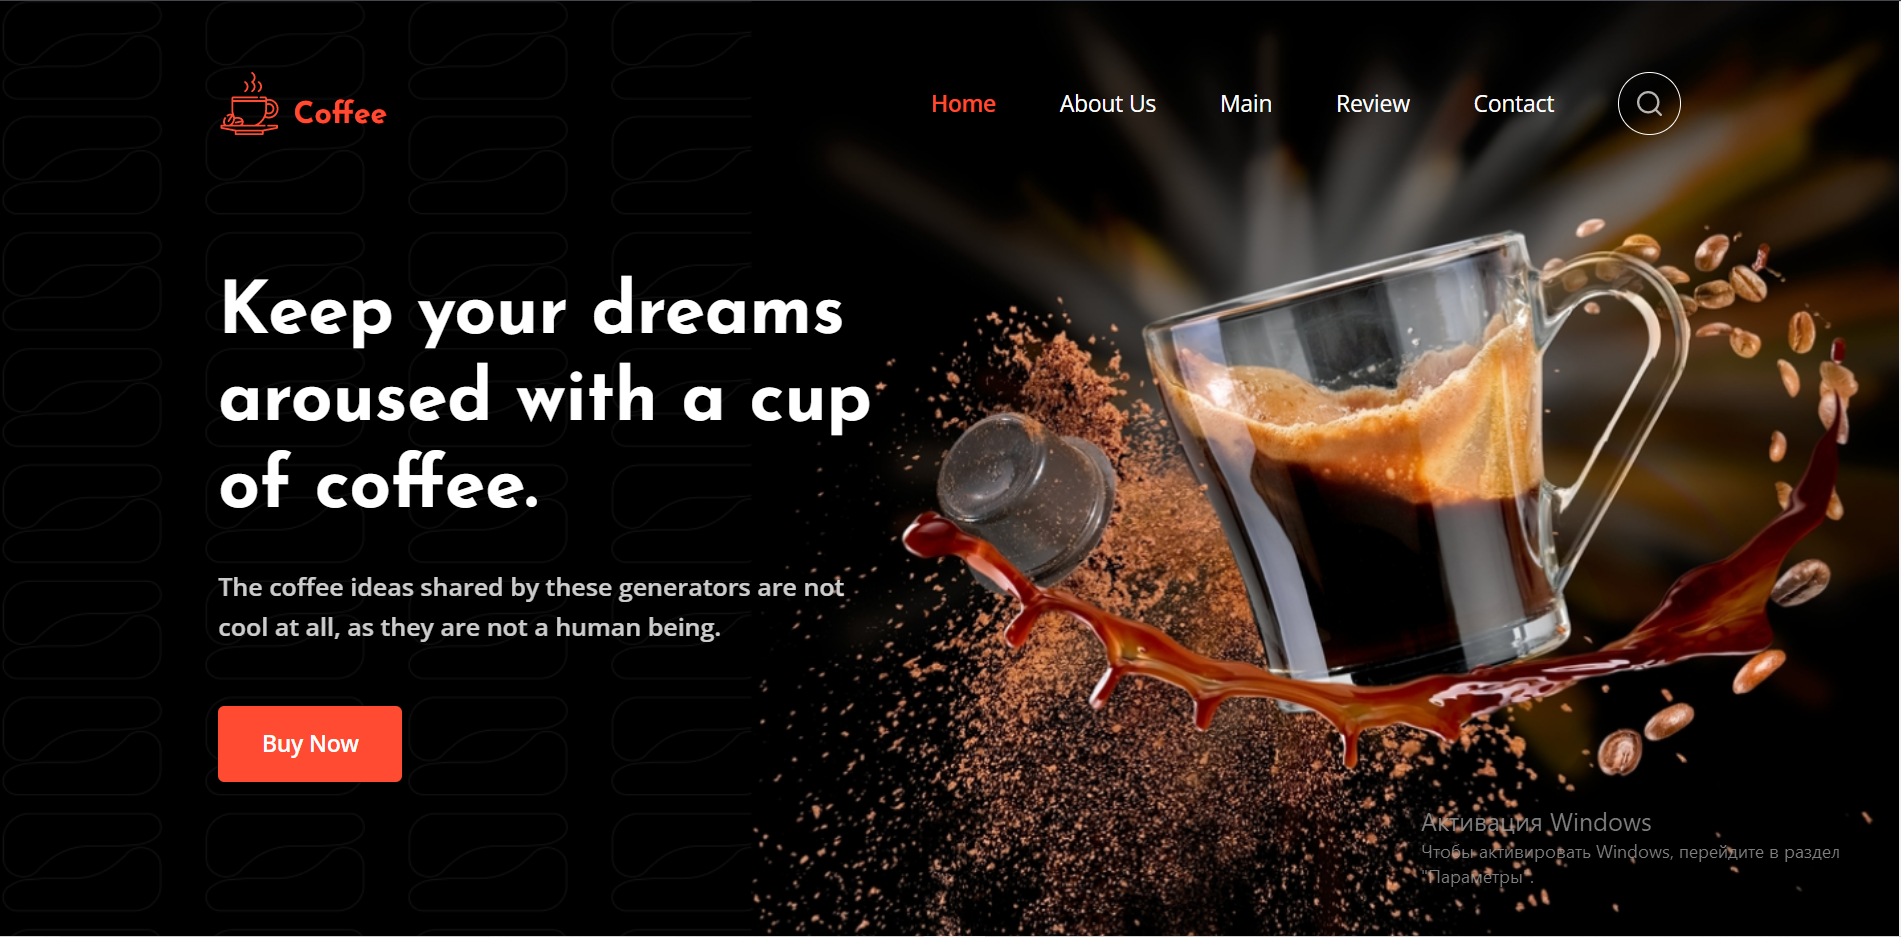 Coffee
Home
About Us
Main
Review
Contact
Keep your dreams
aroused with a cup
of coffee.
The coffee ideas shared by these generators are not
cool at all, as they are not a human being.
Buy Now
Активация Windows
Чтобы активировать Windows, перейдите в раздел
"Параметры".